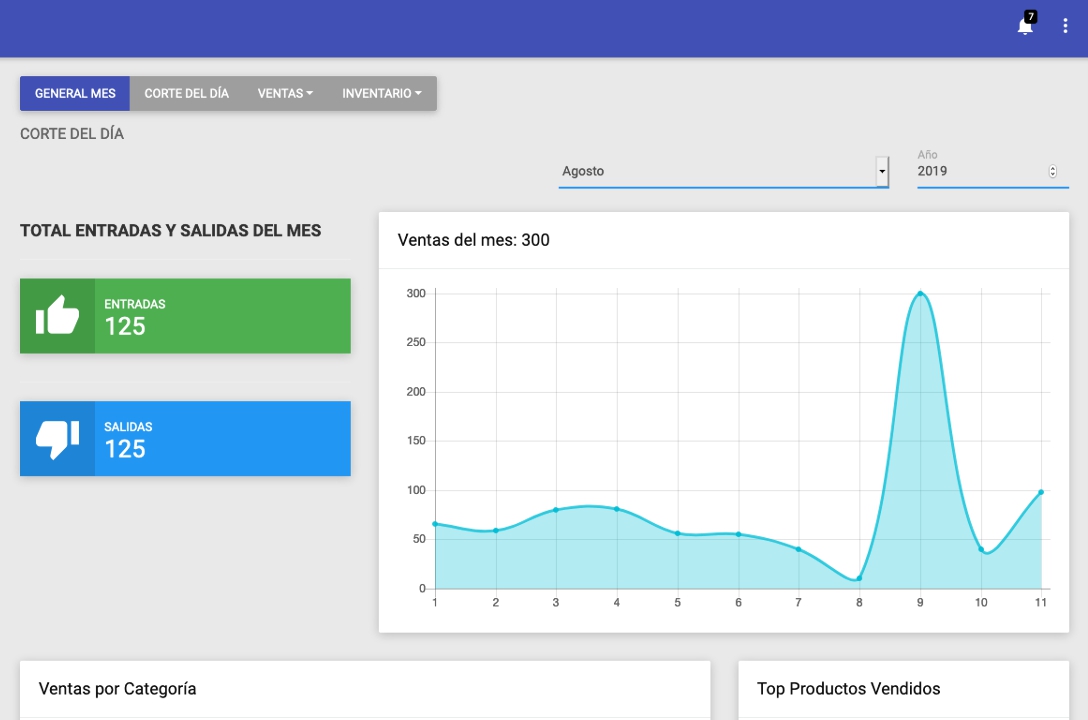 7
GENERAL MES CORTE DEL DÍA VENTAS INVENTARIO
CORTE DEL DÍA
Agosto
Año
2019
TOTAL ENTRADAS Y SALIDAS DEL MES
ENTRADAS
125
SALIDAS
125
Ventas del mes: 300
300
250
200
150
100
50
0
1 2 3 4 5 6 7 8 9 10 11
Ventas por Categoría
Top Productos Vendidos